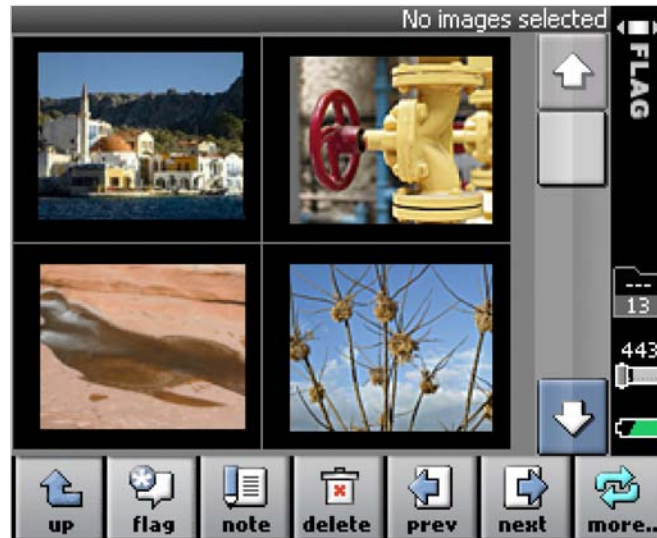 No images selected
FLAG
---
13
443
up
flag
note
delete
prev
next
more..